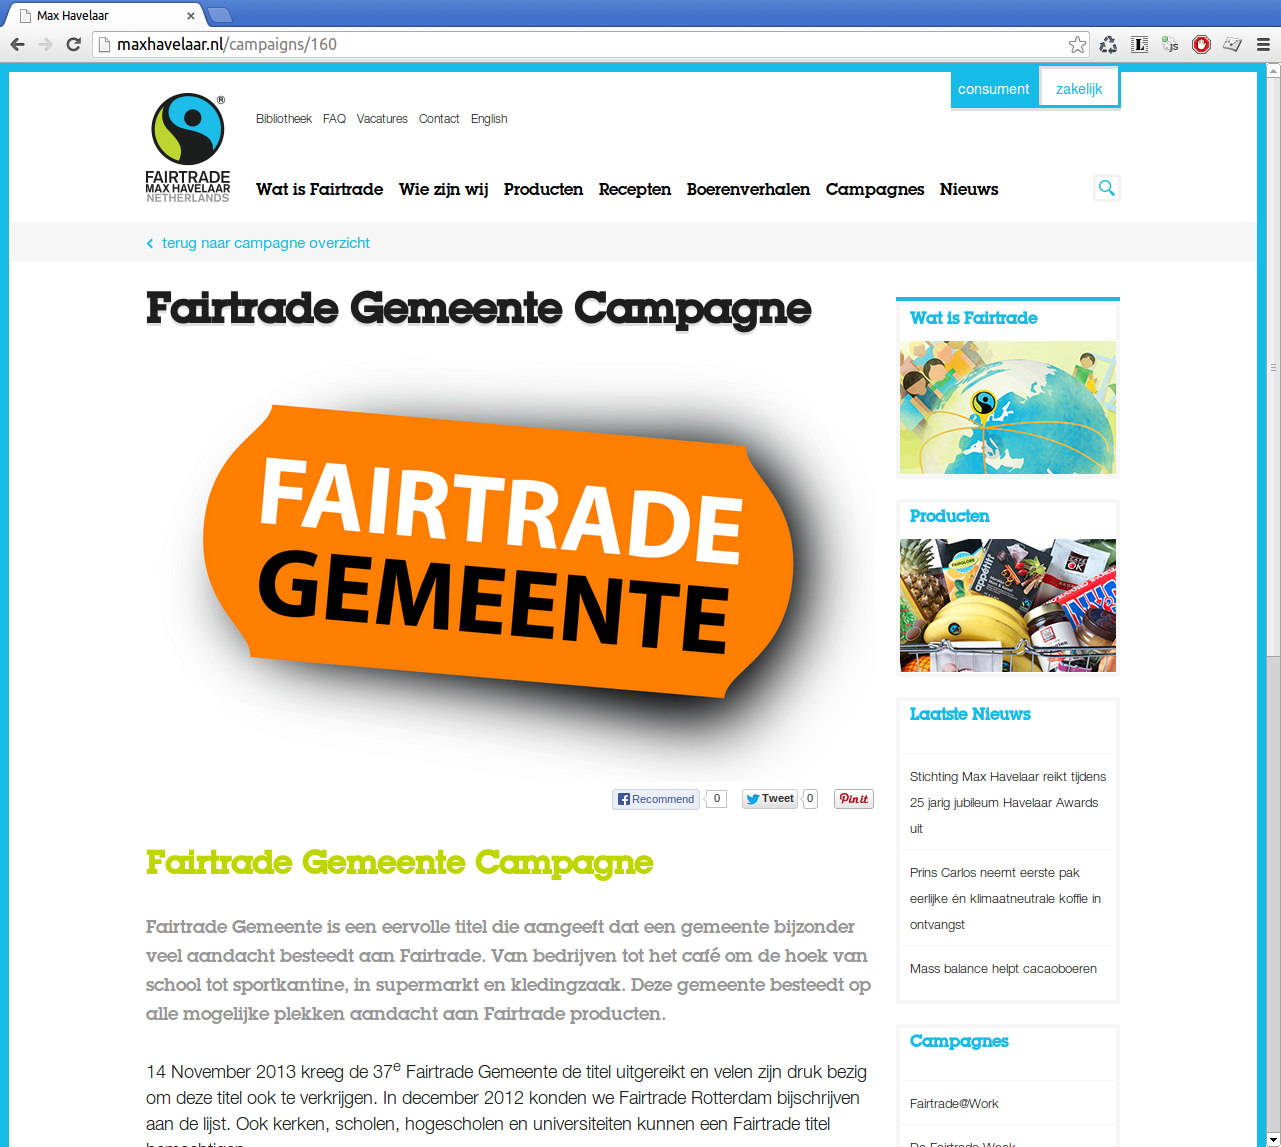 Max Havelaar
maxhavelaar.nl/campaigns/160
consument zakelijk
Bibliotheek FAQ Vacatures Contact English
FAIRTRADE
MAX HAVELAAR
NETHERLANDS
®
Wat is Fairtrade Wie zijn wij Producten Recepten Boerenverhalen Campagnes Nieuws
terug naar campagne overzicht
Fairtrade Gemeente Campagne
FAIRTRADE
GEMEENTE
Recommend 0 Tweet 0 Pin it
Fairtrade Gemeente Campagne
Fairtrade Gemeente is een eervolle titel die aangeeft dat een gemeente bijzonder
veel aandacht besteedt aan Fairtrade. Van bedrijven tot het café om de hoek van
school tot sportkantine, in supermarkt en kledingzaak. Deze gemeente besteedt op
alle mogelijke plekken aandacht aan Fairtrade producten.
14 November 2013 kreeg de 37e Fairtrade Gemeente de titel uitgereikt en velen zijn druk bezig
om deze titel ook te verkrijgen. In december 2012 konden we Fairtrade Rotterdam bijschrijven
aan de lijst. Ook kerken, scholen, hogescholen en universiteiten kunnen een Fairtrade titel
Wat is Fairtrade
Producten
Laatste Nieuws
Stichting Max Havelaar reikt tijdens
25 jarig jubileum Havelaar Awards
uit
Prins Carlos neemt eerste pak
eerlijke én klimaatneutrale koffie in
ontvangst
Mass balance helpt cacaoboeren
Campagnes
Fairtrade@Work
De Fairtrade Week